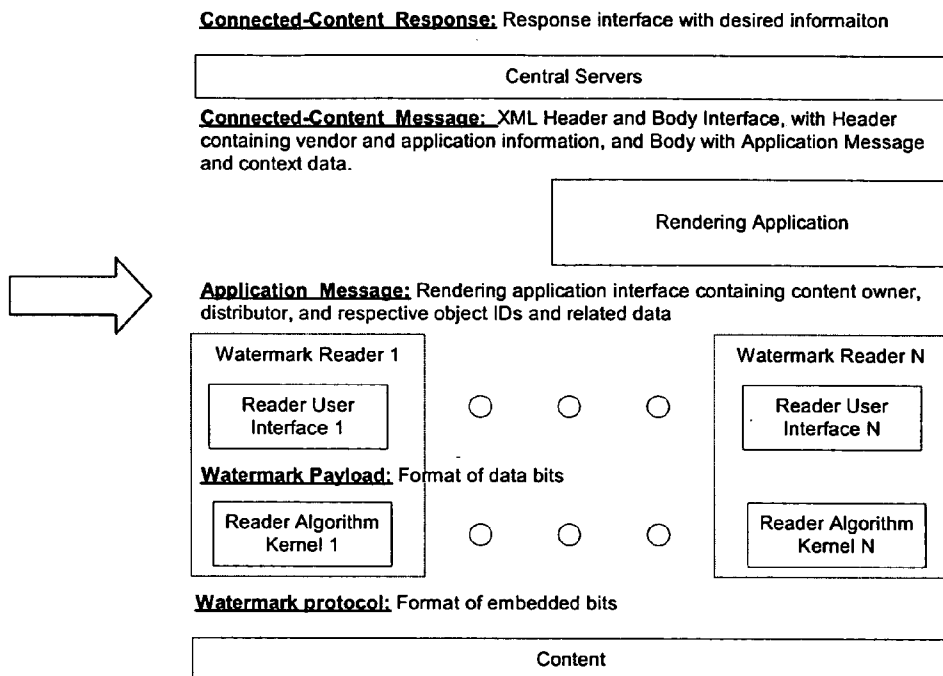 Connected-Content Response: Response interface with desired informaiton
Central Servers
Connected-Content Message: XML Header and Body Interface, with Header
containing vendor and application information, and Body with Application Message
and context data.
Rendering Application
Application Message: Rendering application interface containing content owner,
distributor, and respective object IDs and related data
Watermark Reader 1
Watermark Reader N
Reader User
Interface 1
Reader User
Interface N
Watermark Payload: Format of data bits
Reader Algorithm
Kernel 1
Reader Algorithm
Kernel N
Watermark protocol: Format of embedded bits
Content